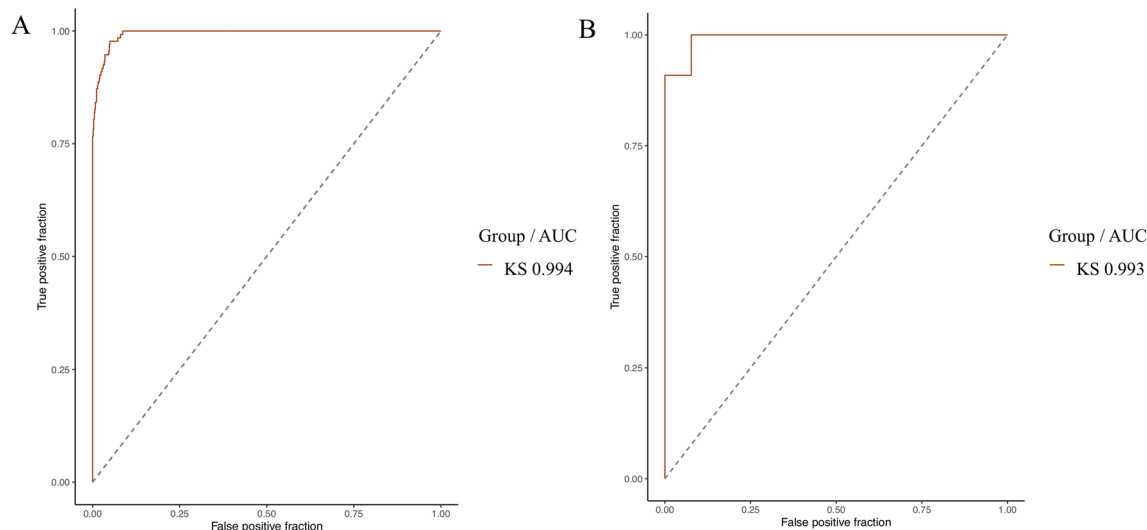 A
1.00
0.75
0.50
0.25
0.00
True positive fraction
0.00 0.25 0.50 0.75 1.00
False positive fraction
Group / AUC
KS 0.994
B
1.00
0.75
0.50
0.25
0.00
True positive fraction
0.00 0.25 0.50 0.75 1.00
False positive fraction
Group / AUC
KS 0.993